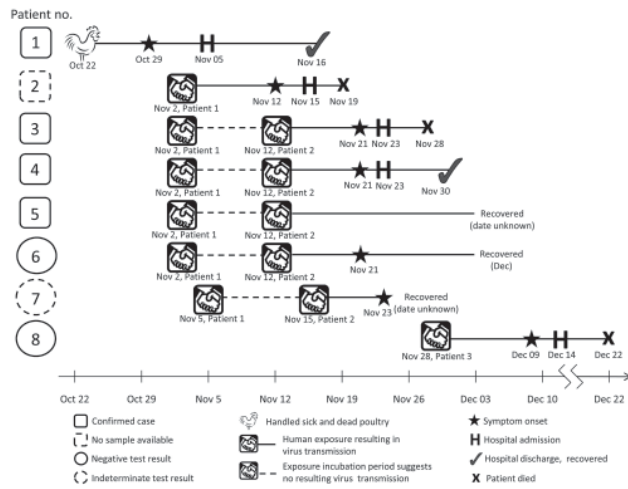 Patient no.
1
Oct 22
Oct 29
Nov 05
Nov 16
2
Nov 2, Patient 1
Nov 12
Nov 15
Nov 19
3
Nov 2, Patient 1
Nov 12, Patient 2
Nov 21
Nov 23
Nov 28
4
Nov 2, Patient 1
Nov 12, Patient 2
Nov 21
Nov 23
Nov 30
5
Nov 2, Patient 1
Nov 12, Patient 2
Recovered
(date unknown)
6
Nov 2, Patient 1
Nov 12, Patient 2
Nov 21
Recovered
(Dec)
7
Nov 5, Patient 1
Nov 15, Patient 2
Nov 23
Recovered
(date unknown)
8
Nov 28, Patient 3
Dec 09
Dec 14
Dec 22
Oct 22 Oct 29 Nov 5 Nov 12 Nov 19 Nov 26 Dec 03 Dec 10 Dec 22
Confirmed case
No sample available
Negative test result
Indeterminate test result
Handled sick and dead poultry
Human exposure resulting in
virus transmission
Exposure incubation period suggests
no resulting virus transmission
Symptom onset
H Hospital admission
Hospital discharge, recovered
X Patient died